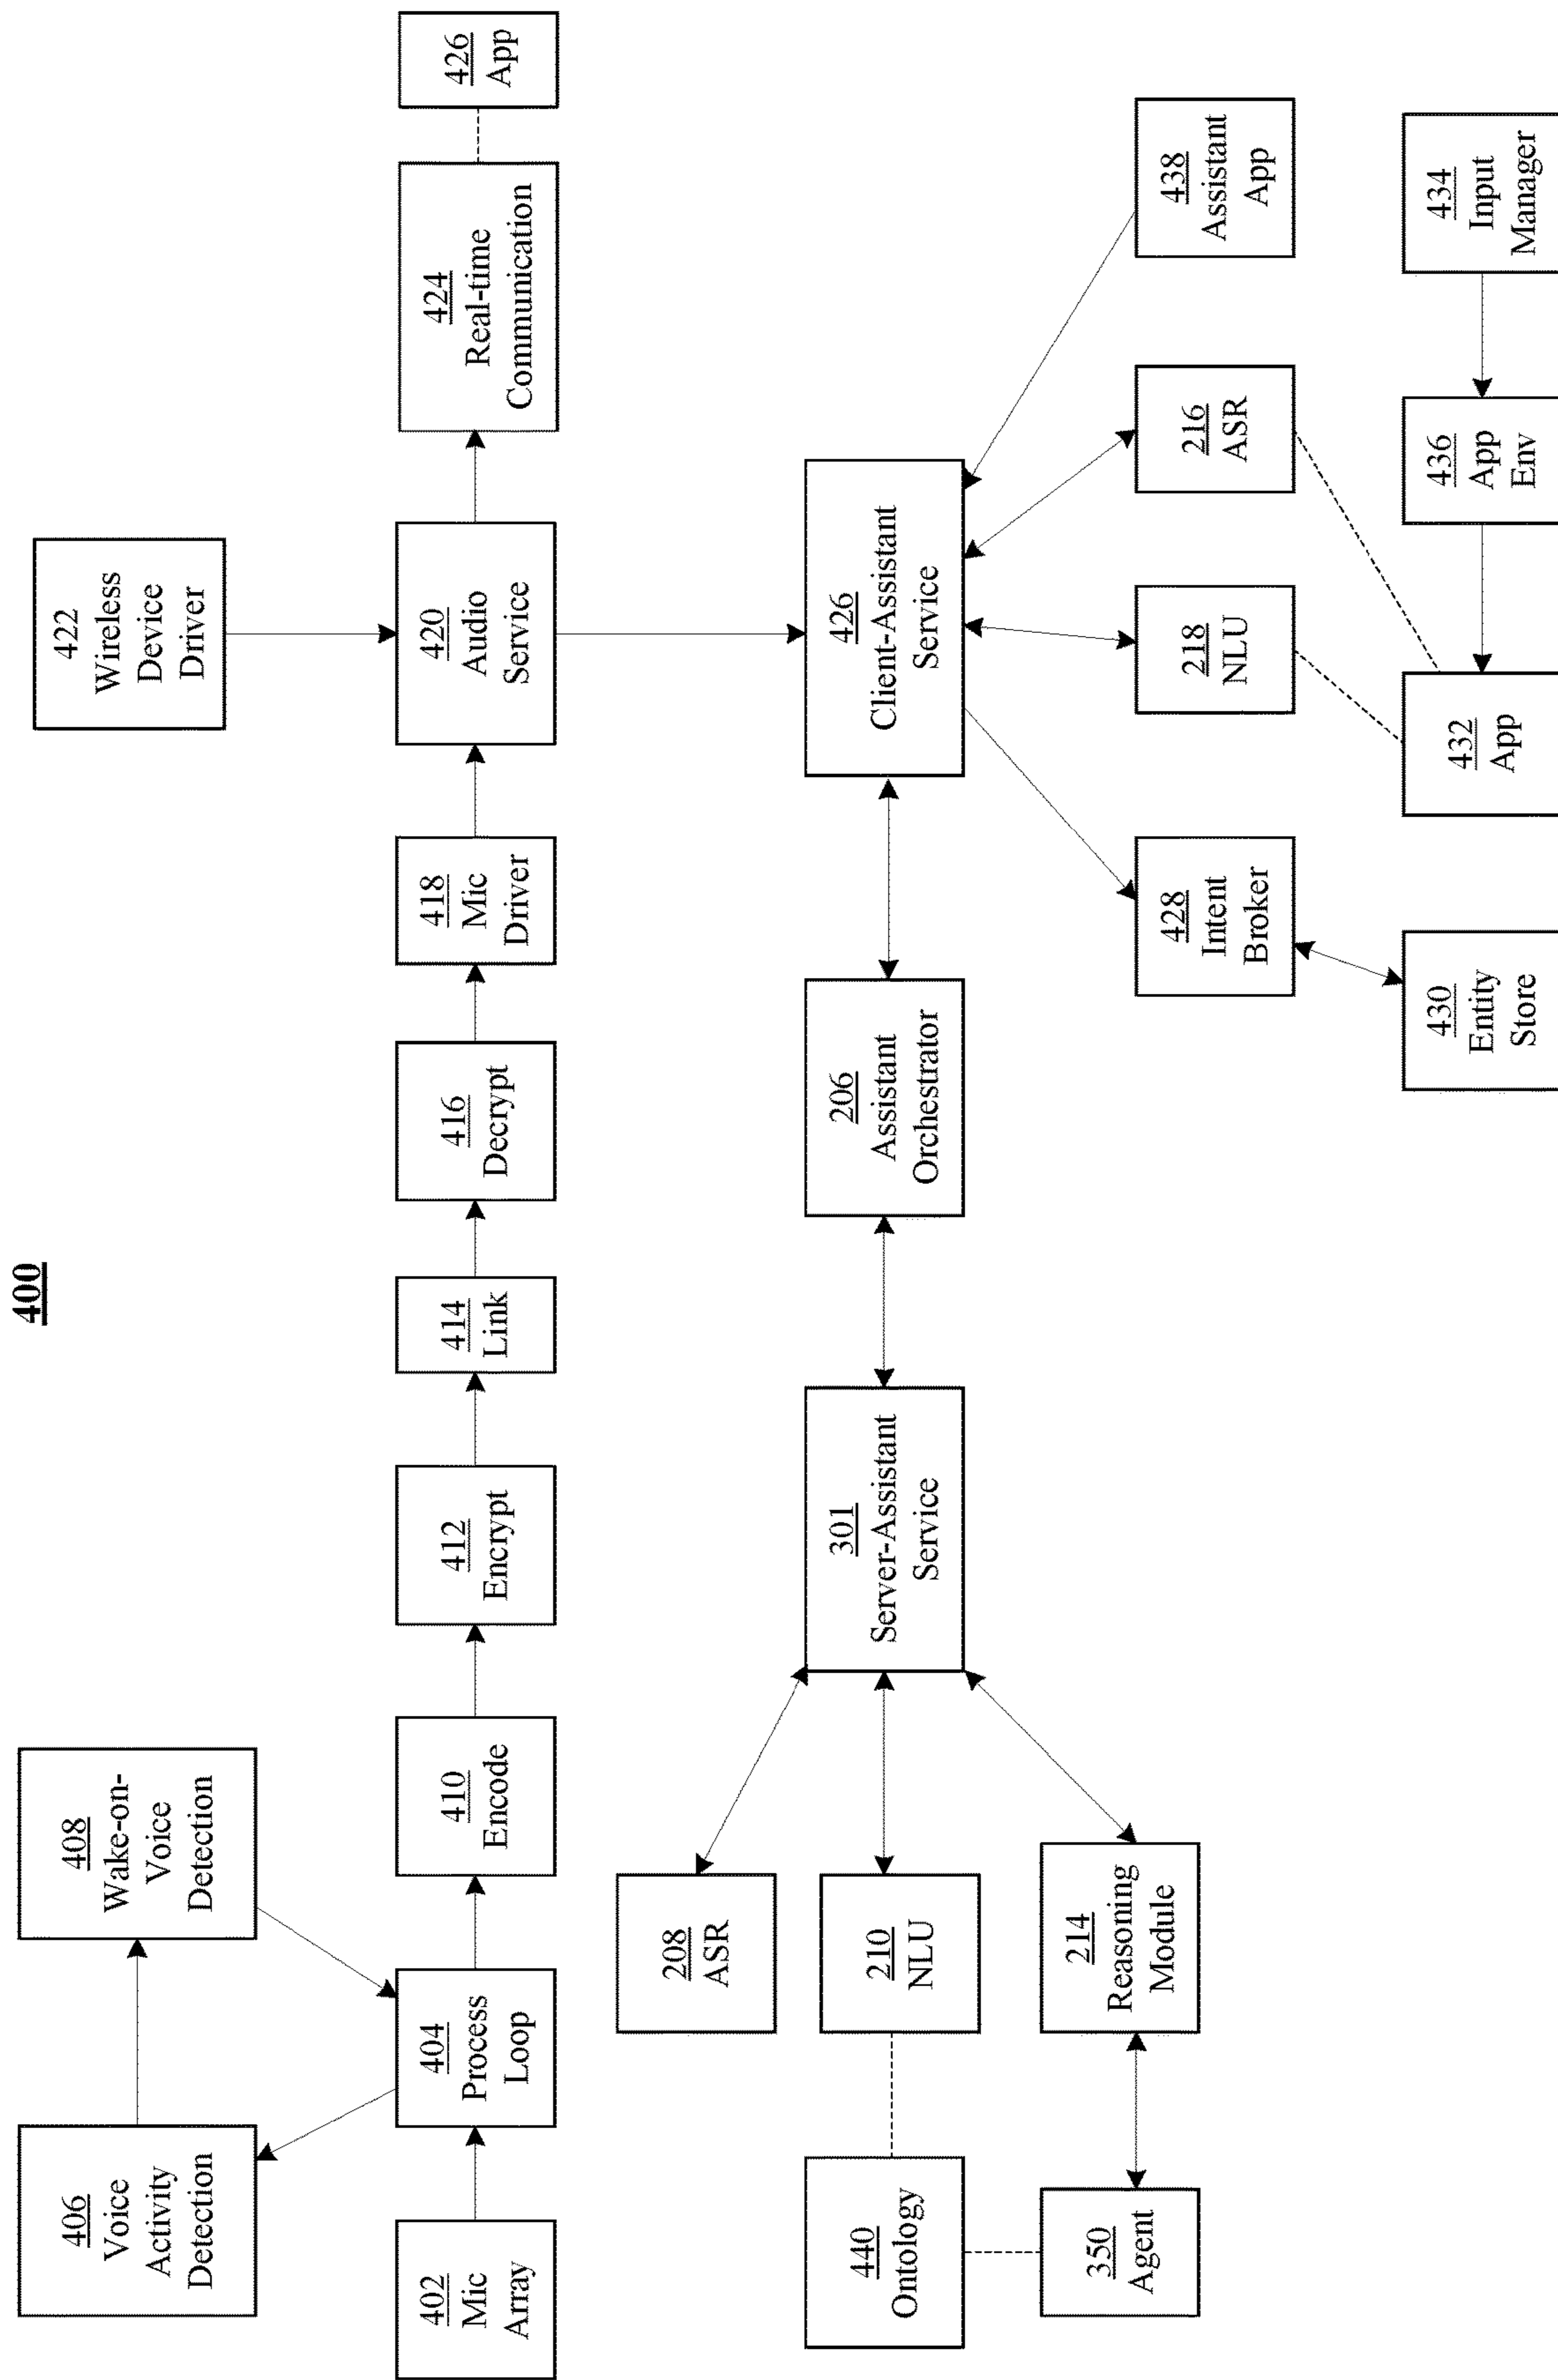 400
406
Voice
Activity
Detection
408
Wake-on-
Voice
Detection
422
Wireless
Device
Driver
402
Mic
Array
404
Process
Loop
410
Encode
412
Encrypt
414
Link
416
Decrypt
418
Mic
Driver
420
Audio
Service
424
Real-time
Communication
426
App
208
ASR
440
Ontology
210
NLU
301
Server-Assistant
Service
206
Assistant
Orchestrator
426
Client-Assistant
Service
350
Agent
214
Reasoning
Module
428
Intent
Broker
218
NLU
216
ASR
438
Assistant
App
430
Entity
Store
432
App
436
App
Env
434
Input
Manager